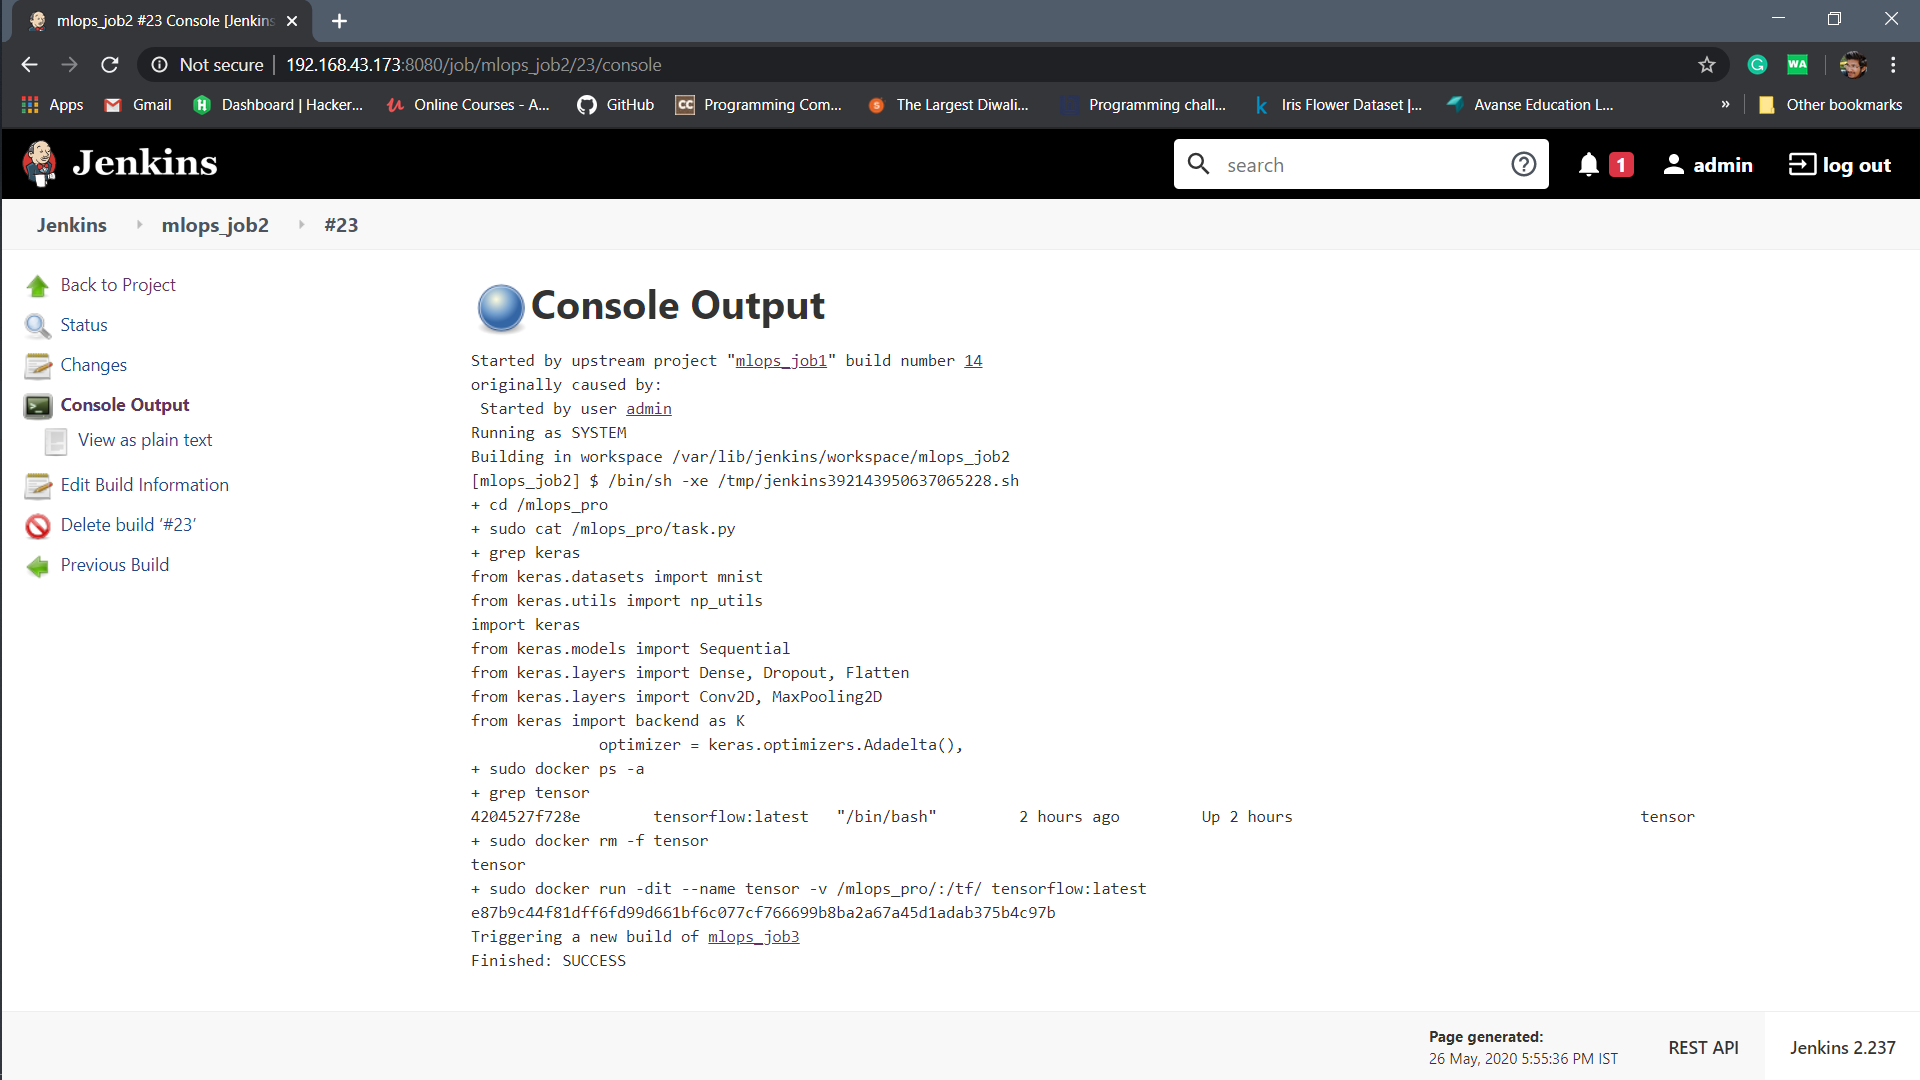 mlops_job2 #23 Console [Jenkins
Not secure | 192.168.43.173:8080/job/mlops_job2/23/console
G
WA
Apps
Gmail
H
Dashboard | Hacker...
Online Courses - A...
GitHub
CC
Programming Com...
S
The Largest Diwali...
Programming chall...
k
Iris Flower Dataset |...
Avanse Education L...
»
Other bookmarks
Jenkins
search
?
1
admin
log out
Jenkins
mlops_job2
#23
Back to Project
Status
Changes
Console Output
View as plain text
Edit Build Information
Delete build ‘#23’
Previous Build
Console Output
Started by upstream project "mlops_job1" build number 14
originally caused by:
Started by user admin
Running as SYSTEM
Building in workspace /var/lib/jenkins/workspace/mlops_job2
[mlops_job2] $ /bin/sh -xe /tmp/jenkins392143950637065228.sh
+ cd /mlops_pro
+ sudo cat /mlops_pro/task.py
+ grep keras
from keras.datasets import mnist
from keras.utils import np_utils
import keras
from keras.models import Sequential
from keras.layers import Dense, Dropout, Flatten
from keras.layers import Conv2D, MaxPooling2D
from keras import backend as K
optimizer = keras.optimizers.Adadelta(),
+ sudo docker ps -a
+ grep tensor
4204527f728e tensorflow:latest "/bin/bash" 2 hours ago Up 2 hours tensor
+ sudo docker rm -f tensor
tensor
+ sudo docker run -dit --name tensor -v /mlops_pro/:/tf/ tensorflow:latest
e87b9c44f81dff6fd99d661bf6c077cf766699b8ba2a67a45d1adab375b4c97b
Triggering a new build of mlops_job3
Finished: SUCCESS
Page generated:
26 May, 2020 5:55:36 PM IST
REST API
Jenkins 2.237